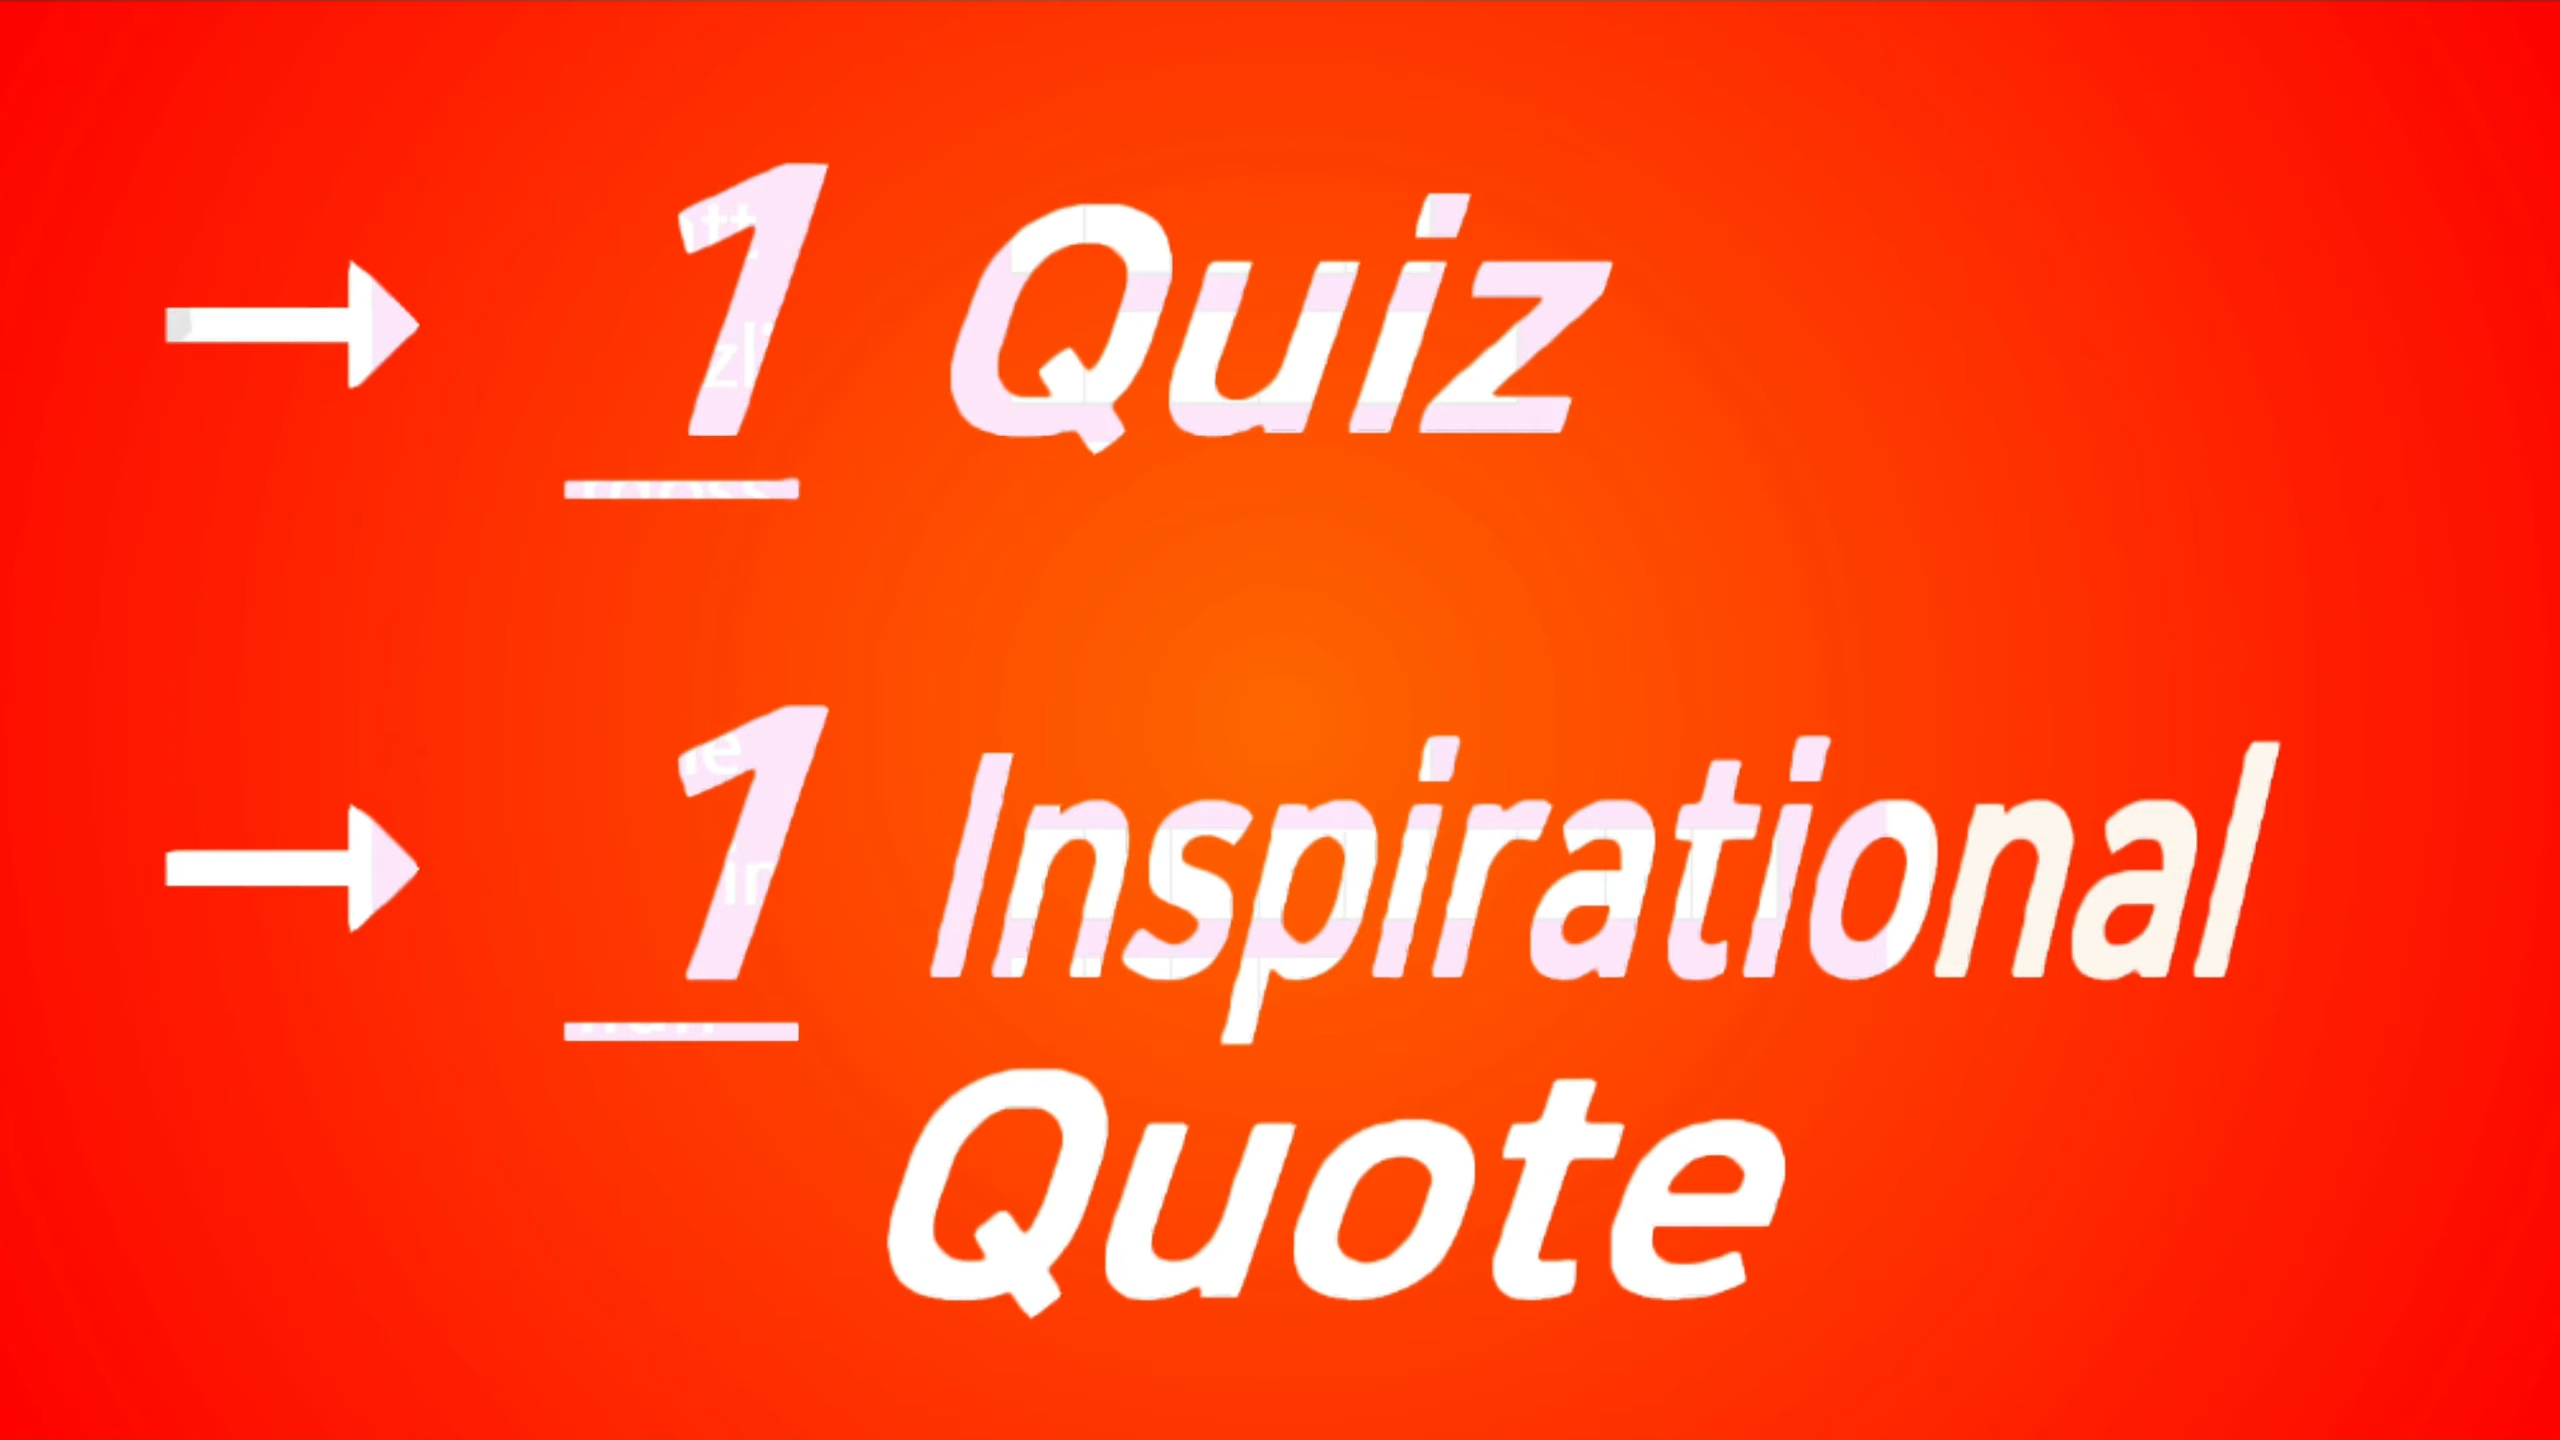 → 1 Quiz
→ 1 Inspirational
Quote